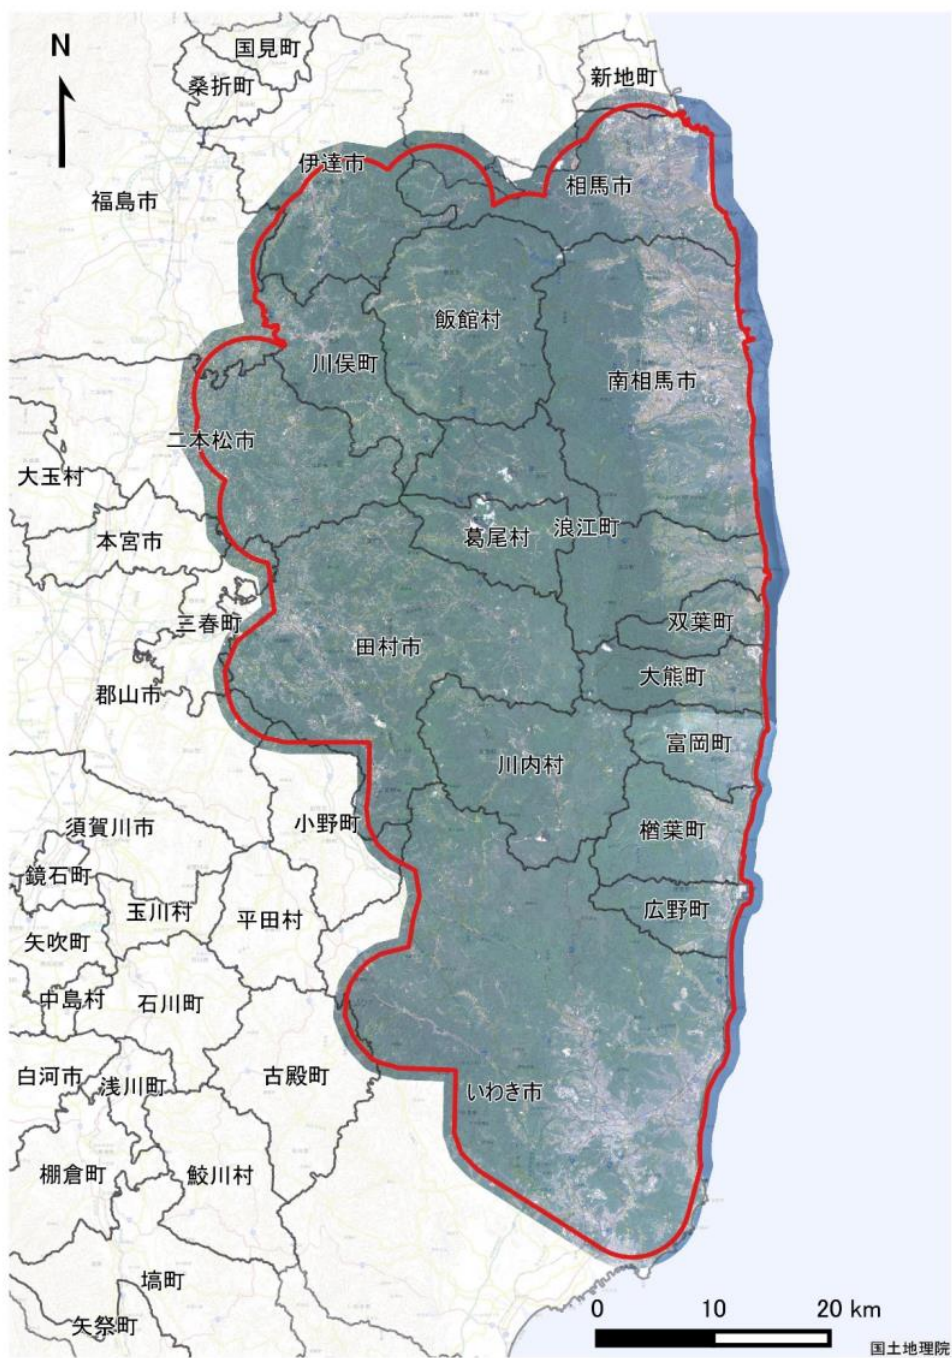 N
国見町
桑折町
新地町
伊達市
相馬市
福島市
飯館村
川俣町
南相馬市
二本松市
大玉村
本宮市
葛尾村
浪江町
三春町
双葉町
田村市
大熊町
郡山市
富岡町
川内村
須賀川市
小野町
楢葉町
鏡石町
玉川村
平田村
広野町
矢吹町
中島村
石川町
白河市
浅川町
古殿町
いわき市
棚倉町
鮫川村
塙町
矢祭町
0 10 20 km
国土地理院